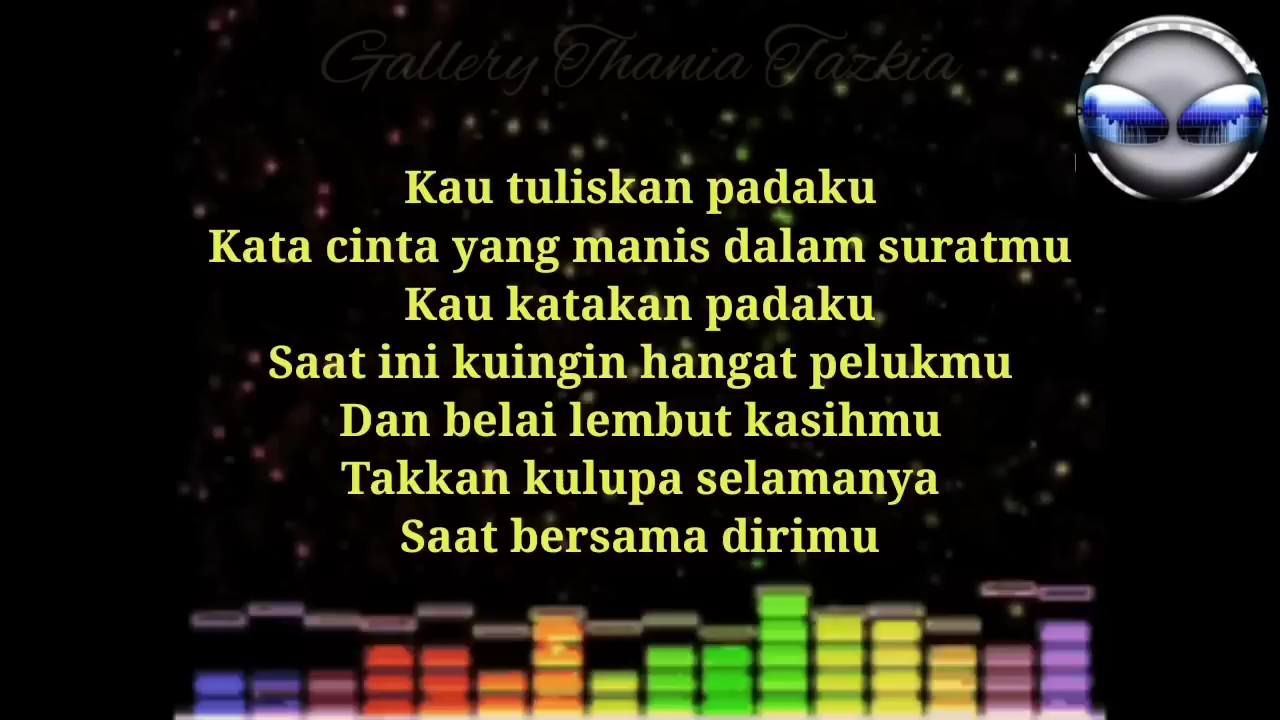 Gallery Thania Tazkia
Kau tuliskan padaku
Kata cinta yang manis dalam suratmu
Kau katakan padaku
Saat ini kuingin hangat pelukmu
Dan belai lembut kasihmu
Takkan kulupa selamanya
Saat bersama dirimu